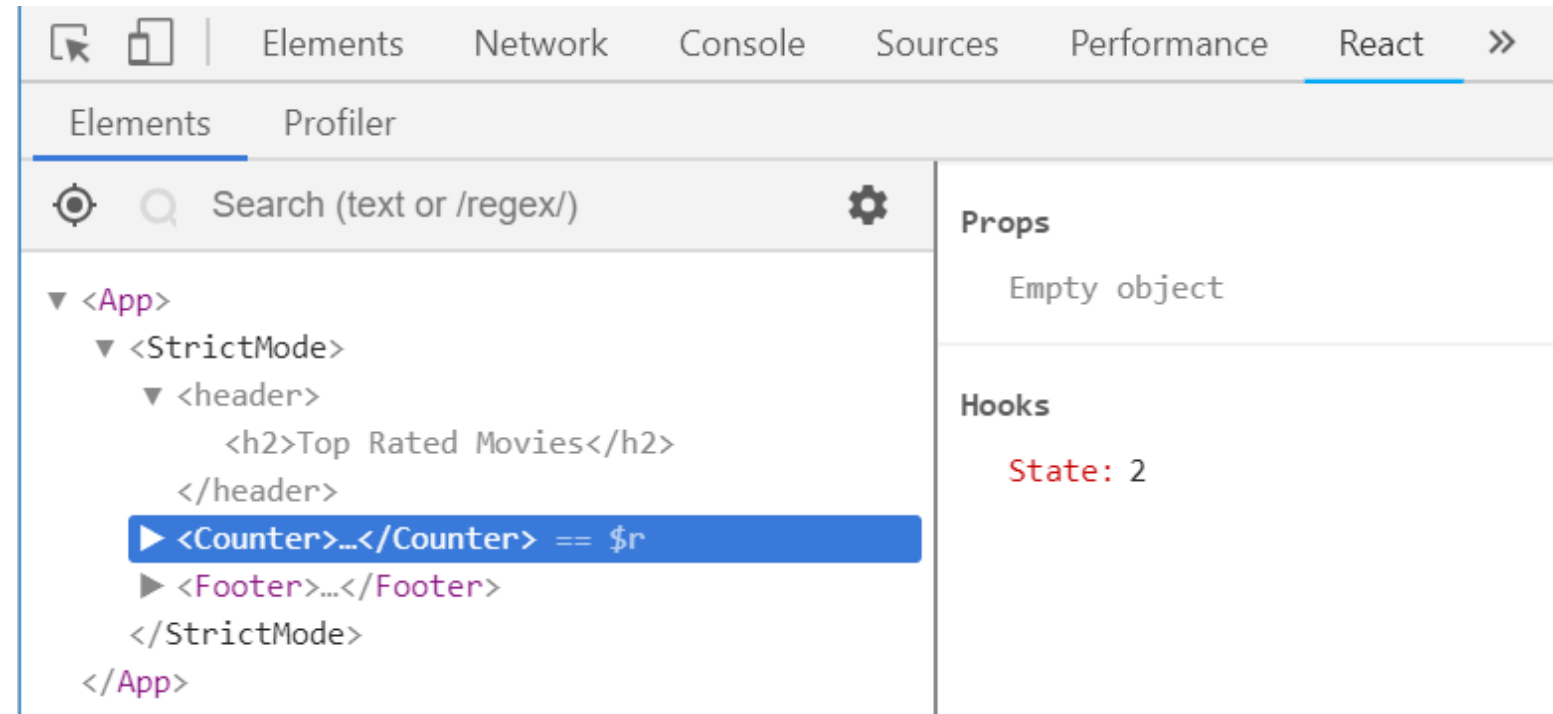 Elements Network Console Sources Performance React »
Elements Profiler
Search (text or /regex/)
▼ <App>
▼ <StrictMode>
▼ <header>
<h2>Top Rated Movies</h2>
</header>
▶ <Counter>…</Counter> == $r
▶ <Footer>…</Footer>
</StrictMode>
</App>
Props
Empty object
Hooks
State: 2